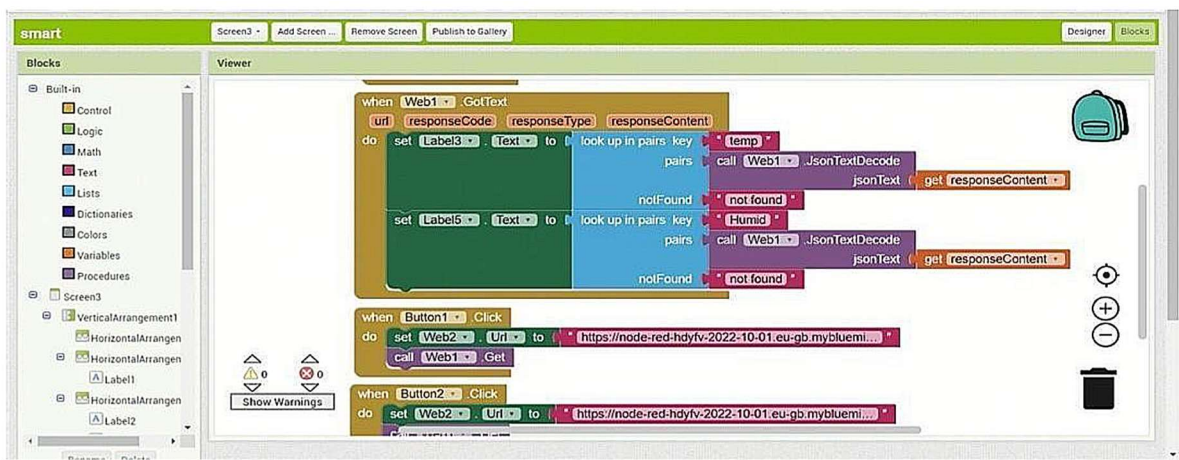 smart
Screen3
Add Screen ...
Remove Screen
Publish to Gallery
Designer
Blocks
Blocks
Viewer
Built-in
Control
Logic
Math
Text
Lists
Dictionaries
Colors
Variables
Procedures
Screen3
VerticalArrangement1
HorizontalArrangen
HorizontalArrangen
Label1
HorizontalArrangen
Label2
Rename Delete
when Web1 .GotText
url responseCode responseType responseContent
do set Label3 . Text to look up in pairs key " temp "
pairs call Web1 .JsonTextDecode
jsonText get responseContent
notFound " not found "
set Label5 . Text to look up in pairs key " Humid "
pairs call Web1 .JsonTextDecode
jsonText get responseContent
notFound " not found "
when Button1 .Click
do set Web2 . Url to " https://node-red-hdyfv-2022-10-01.eu-gb.mybluemi... "
call Web1 .Get
when Button2 .Click
do set Web2 . Url to " https://node-red-hdyfv-2022-10-01.eu-gb.mybluemi... "
0 0
Show Warnings